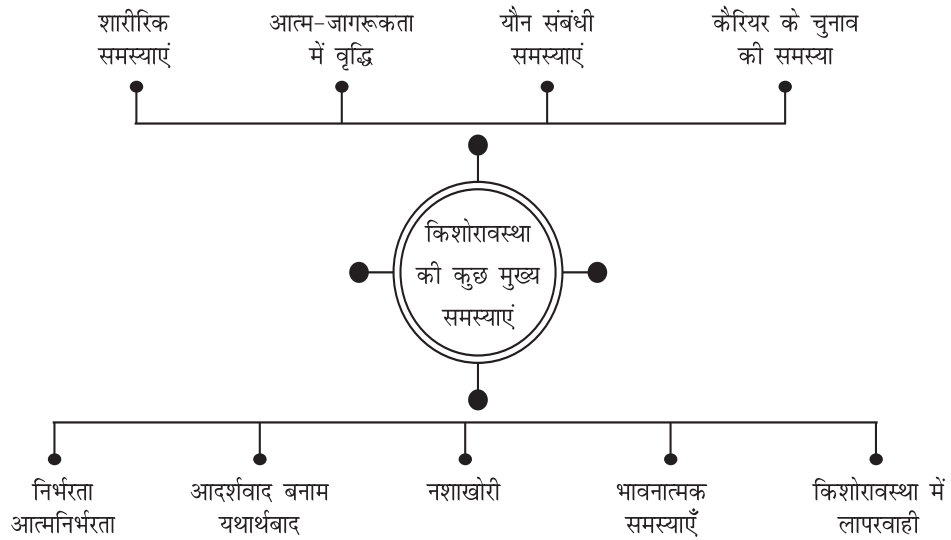 शारीरिक
समस्याएं
आत्म-जागरूकता
में वृद्धि
यौन संबंधी
समस्याएं
कैरियर के चुनाव
की समस्या
किशोरावस्था
की कुछ मुख्य
समस्याएं
निर्भरता
आत्मनिर्भरता
आदर्शवाद बनाम
यथार्थबाद
नशाखोरी
भावनात्मक
समस्याएँ
किशोरावस्था में
लापरवाही